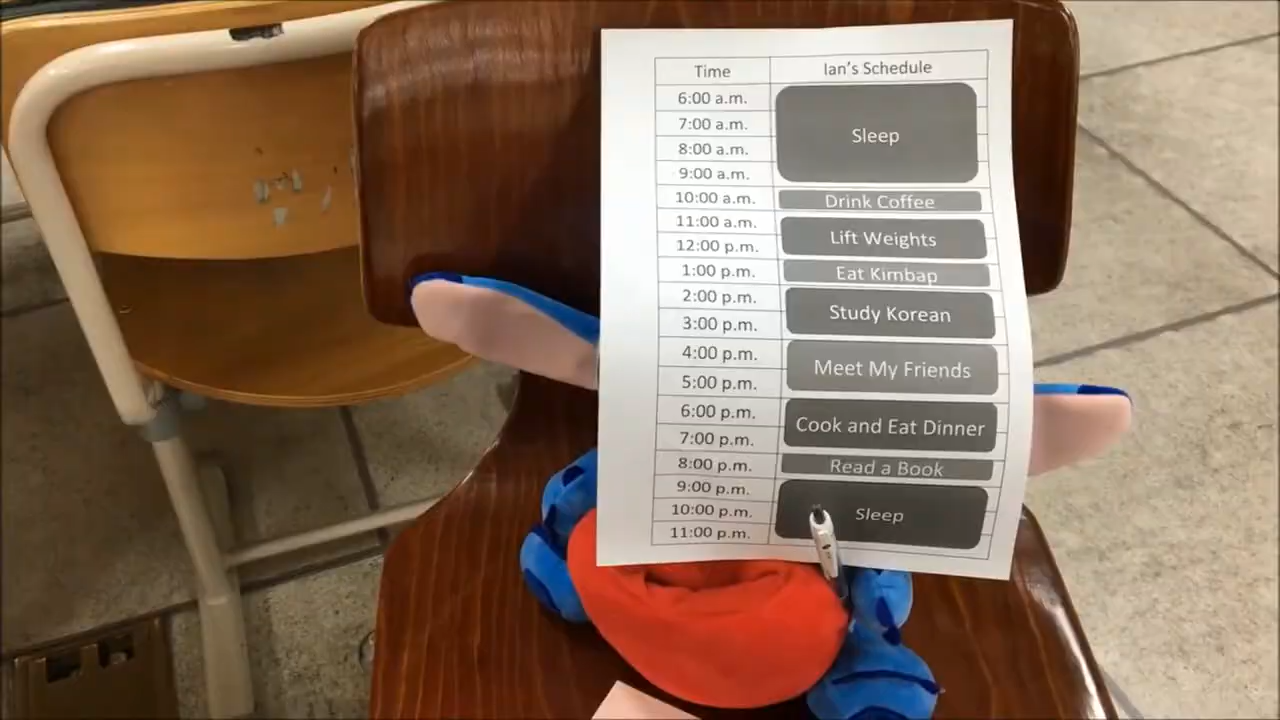 Time Ian's Schedule
6:00 a.m.
7:00 a.m.
Sleep
8:00 a.m.
9:00 a.m.
10:00 a.m. Drink Coffee
11:00 a.m.
Lift Weights
12:00 p.m.
1:00 p.m. Eat Kimbap
2:00 p.m.
Study Korean
3:00 p.m.
4:00 p.m.
Meet My Friends
5:00 p.m.
6:00 p.m.
Cook and Eat Dinner
7:00 p.m.
8:00 p.m. Read a Book
9:00 p.m.
10:00 p.m. Sleep
11:00 p.m.